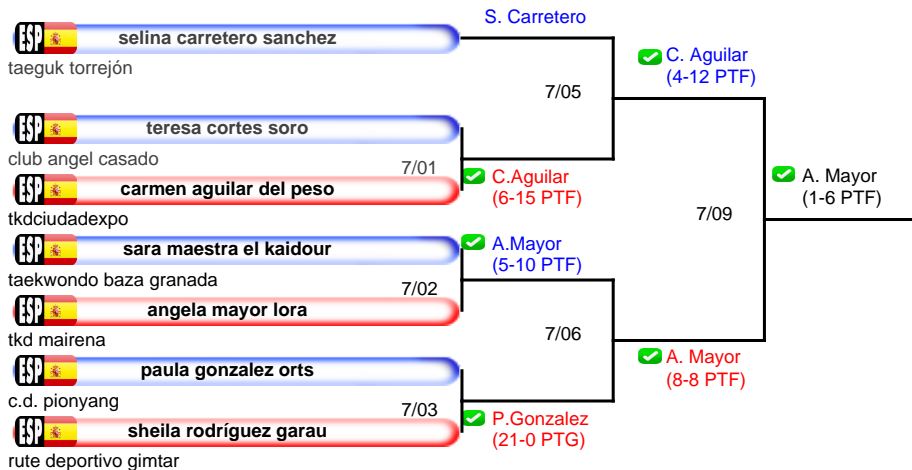 S. Carretero
ESP selina carretero sanchez
taeguk torrejón
C. Aguilar
(4-12 PTF)
7/05
ESP teresa cortes soro
club angel casado
7/01
ESP carmen aguilar del peso
C.Aguilar
(6-15 PTF)
tkdciudadexpo
A. Mayor
(1-6 PTF)
7/09
ESP sara maestra el kaidour
A.Mayor
(5-10 PTF)
taekwondo baza granada
7/02
ESP angela mayor lora
tkd mairena
7/06
A. Mayor
(8-8 PTF)
ESP paula gonzalez orts
c.d. pionyang
7/03
ESP sheila rodríguez garau
P.Gonzalez
(21-0 PTG)
rute deportivo gimtar